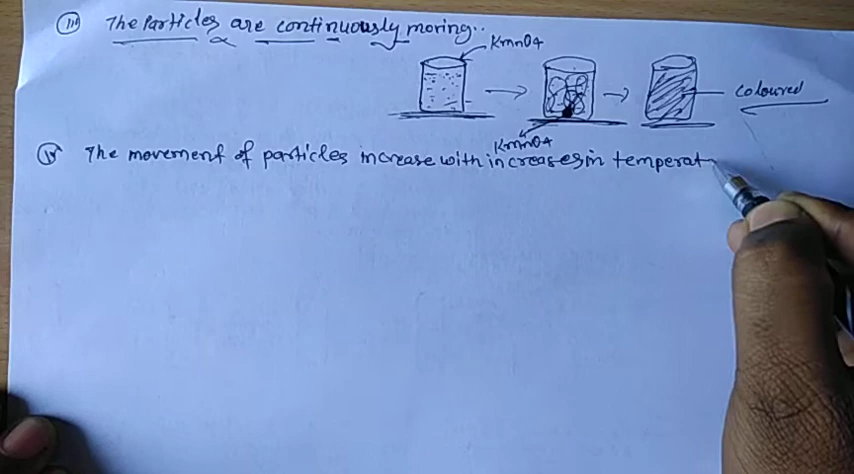 (iii) The Particles are continuously moving..
KmnO4
coloured
KmnO4
(iv) The movement of particles increase with increases in temperat